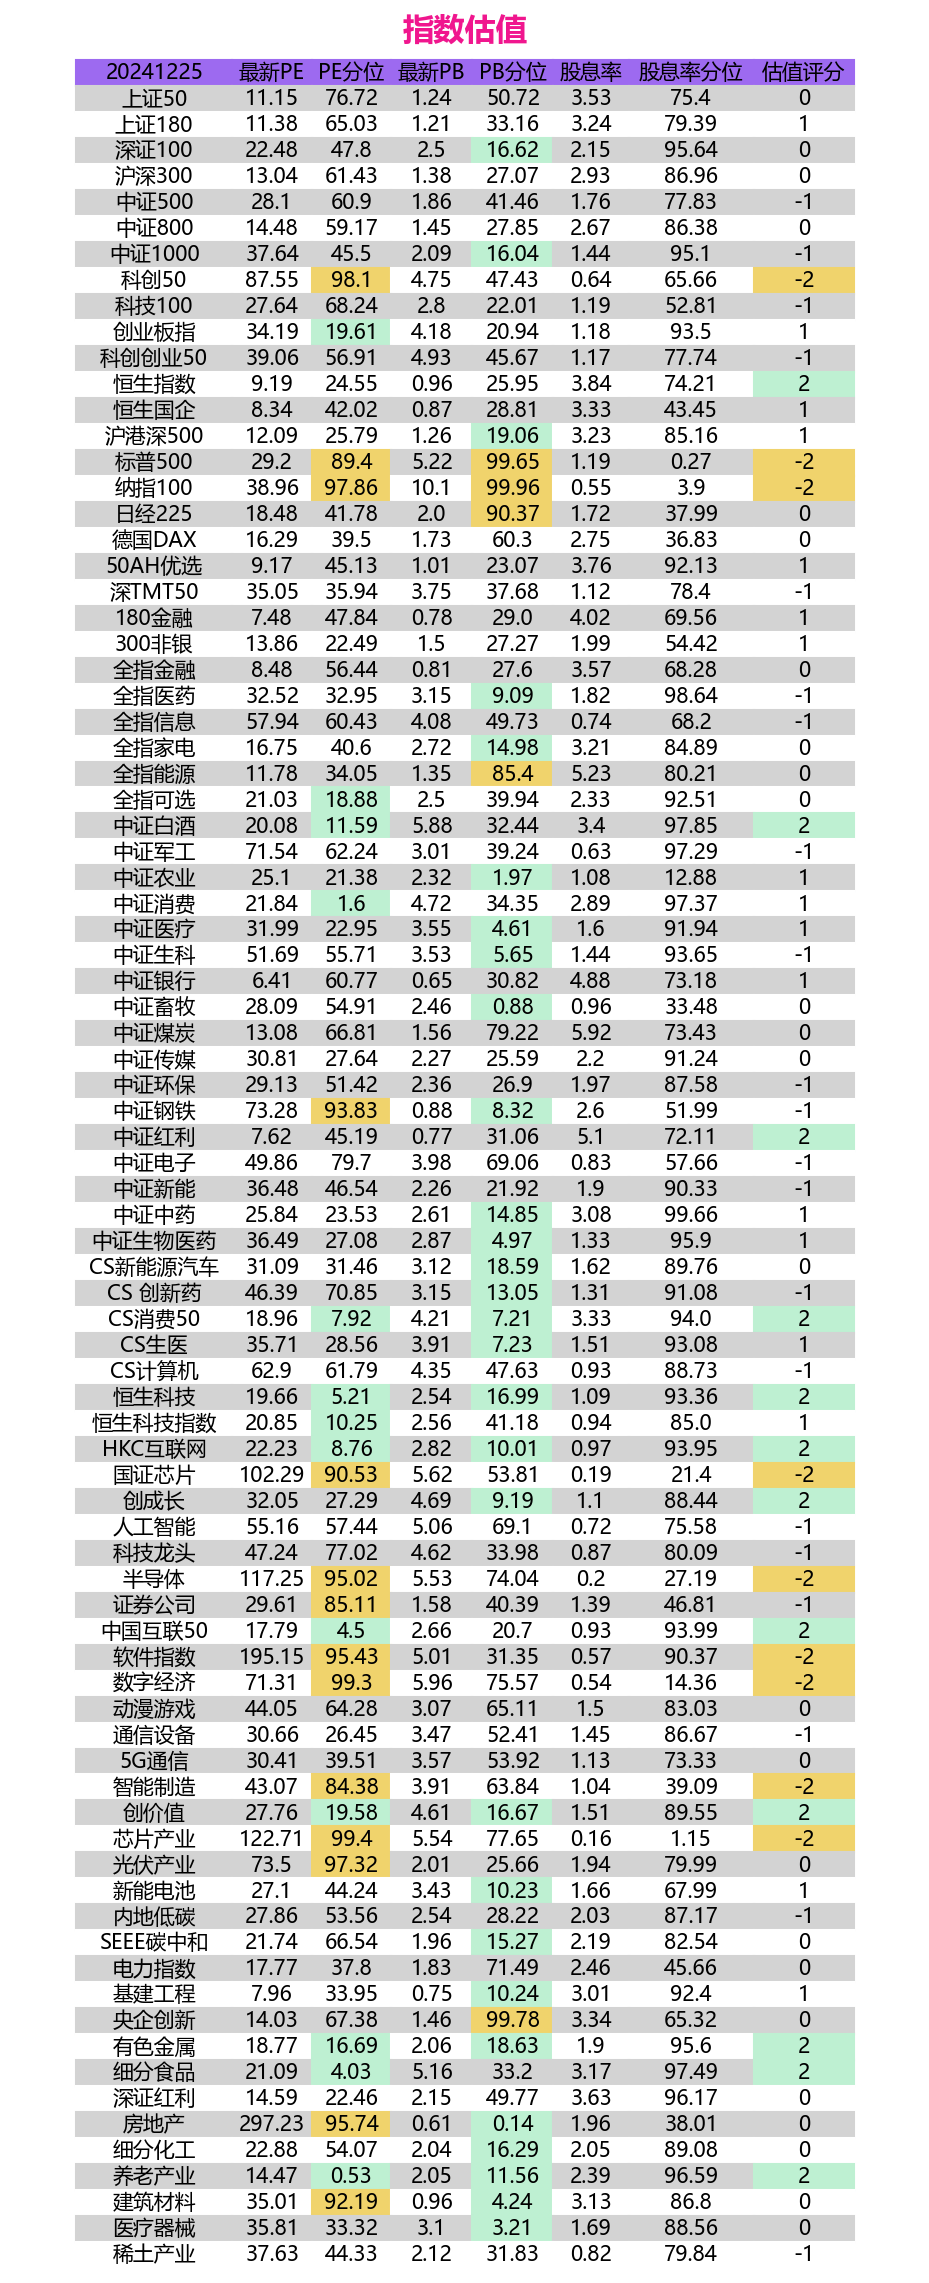 指数估值
20241225 最新PE PE分位 最新PB PB分位 股息率 股息率分位 估值评分
上证50 11.15 76.72 1.24 50.72 3.53 75.4 0
上证180 11.38 65.03 1.21 33.16 3.24 79.39 1
深证100 22.48 47.8 2.5 16.62 2.15 95.64 0
沪深300 13.04 61.43 1.38 27.07 2.93 86.96 0
中证500 28.1 60.9 1.86 41.46 1.76 77.83 -1
中证800 14.48 59.17 1.45 27.85 2.67 86.38 0
中证1000 37.64 45.5 2.09 16.04 1.44 95.1 -1
科创50 87.55 98.1 4.75 47.43 0.64 65.66 -2
科技100 27.64 68.24 2.8 22.01 1.19 52.81 -1
创业板指 34.19 19.61 4.18 20.94 1.18 93.5 1
科创创业50 39.06 56.91 4.93 45.67 1.17 77.74 -1
恒生指数 9.19 24.55 0.96 25.95 3.84 74.21 2
恒生国企 8.34 42.02 0.87 28.81 3.33 43.45 1
沪港深500 12.09 25.79 1.26 19.06 3.23 85.16 1
标普500 29.2 89.4 5.22 99.65 1.19 0.27 -2
纳指100 38.96 97.86 10.1 99.96 0.55 3.9 -2
日经225 18.48 41.78 2.0 90.37 1.72 37.99 0
德国DAX 16.29 39.5 1.73 60.3 2.75 36.83 0
50AH优选 9.17 45.13 1.01 23.07 3.76 92.13 1
深TMT50 35.05 35.94 3.75 37.68 1.12 78.4 -1
180金融 7.48 47.84 0.78 29.0 4.02 69.56 1
300非银 13.86 22.49 1.5 27.27 1.99 54.42 1
全指金融 8.48 56.44 0.81 27.6 3.57 68.28 0
全指医药 32.52 32.95 3.15 9.09 1.82 98.64 -1
全指信息 57.94 60.43 4.08 49.73 0.74 68.2 -1
全指家电 16.75 40.6 2.72 14.98 3.21 84.89 0
全指能源 11.78 34.05 1.35 85.4 5.23 80.21 0
全指可选 21.03 18.88 2.5 39.94 2.33 92.51 0
中证白酒 20.08 11.59 5.88 32.44 3.4 97.85 2
中证军工 71.54 62.24 3.01 39.24 0.63 97.29 -1
中证农业 25.1 21.38 2.32 1.97 1.08 12.88 1
中证消费 21.84 1.6 4.72 34.35 2.89 97.37 1
中证医疗 31.99 22.95 3.55 4.61 1.6 91.94 1
中证生科 51.69 55.71 3.53 5.65 1.44 93.65 -1
中证银行 6.41 60.77 0.65 30.82 4.88 73.18 1
中证畜牧 28.09 54.91 2.46 0.88 0.96 33.48 0
中证煤炭 13.08 66.81 1.56 79.22 5.92 73.43 0
中证传媒 30.81 27.64 2.27 25.59 2.2 91.24 0
中证环保 29.13 51.42 2.36 26.9 1.97 87.58 -1
中证钢铁 73.28 93.83 0.88 8.32 2.6 51.99 -1
中证红利 7.62 45.19 0.77 31.06 5.1 72.11 2
中证电子 49.86 79.7 3.98 69.06 0.83 57.66 -1
中证新能 36.48 46.54 2.26 21.92 1.9 90.33 -1
中证中药 25.84 23.53 2.61 14.85 3.08 99.66 1
中证生物医药 36.49 27.08 2.87 4.97 1.33 95.9 1
CS新能源汽车 31.09 31.46 3.12 18.59 1.62 89.76 0
CS 创新药 46.39 70.85 3.15 13.05 1.31 91.08 -1
CS消费50 18.96 7.92 4.21 7.21 3.33 94.0 2
CS生医 35.71 28.56 3.91 7.23 1.51 93.08 1
CS计算机 62.9 61.79 4.35 47.63 0.93 88.73 -1
恒生科技 19.66 5.21 2.54 16.99 1.09 93.36 2
恒生科技指数 20.85 10.25 2.56 41.18 0.94 85.0 1
HKC互联网 22.23 8.76 2.82 10.01 0.97 93.95 2
国证芯片 102.29 90.53 5.62 53.81 0.19 21.4 -2
创成长 32.05 27.29 4.69 9.19 1.1 88.44 2
人工智能 55.16 57.44 5.06 69.1 0.72 75.58 -1
科技龙头 47.24 77.02 4.62 33.98 0.87 80.09 -1
半导体 117.25 95.02 5.53 74.04 0.2 27.19 -2
证券公司 29.61 85.11 1.58 40.39 1.39 46.81 -1
中国互联50 17.79 4.5 2.66 20.7 0.93 93.99 2
软件指数 195.15 95.43 5.01 31.35 0.57 90.37 -2
数字经济 71.31 99.3 5.96 75.57 0.54 14.36 -2
动漫游戏 44.05 64.28 3.07 65.11 1.5 83.03 0
通信设备 30.66 26.45 3.47 52.41 1.45 86.67 -1
5G通信 30.41 39.51 3.57 53.92 1.13 73.33 0
智能制造 43.07 84.38 3.91 63.84 1.04 39.09 -2
创价值 27.76 19.58 4.61 16.67 1.51 89.55 2
芯片产业 122.71 99.4 5.54 77.65 0.16 1.15 -2
光伏产业 73.5 97.32 2.01 25.66 1.94 79.99 0
新能电池 27.1 44.24 3.43 10.23 1.66 67.99 1
内地低碳 27.86 53.56 2.54 28.22 2.03 87.17 -1
SEEE碳中和 21.74 66.54 1.96 15.27 2.19 82.54 0
电力指数 17.77 37.8 1.83 71.49 2.46 45.66 0
基建工程 7.96 33.95 0.75 10.24 3.01 92.4 1
央企创新 14.03 67.38 1.46 99.78 3.34 65.32 0
有色金属 18.77 16.69 2.06 18.63 1.9 95.6 2
细分食品 21.09 4.03 5.16 33.2 3.17 97.49 2
深证红利 14.59 22.46 2.15 49.77 3.63 96.17 0
房地产 297.23 95.74 0.61 0.14 1.96 38.01 0
细分化工 22.88 54.07 2.04 16.29 2.05 89.08 0
养老产业 14.47 0.53 2.05 11.56 2.39 96.59 2
建筑材料 35.01 92.19 0.96 4.24 3.13 86.8 0
医疗器械 35.81 33.32 3.1 3.21 1.69 88.56 0
稀土产业 37.63 44.33 2.12 31.83 0.82 79.84 -1